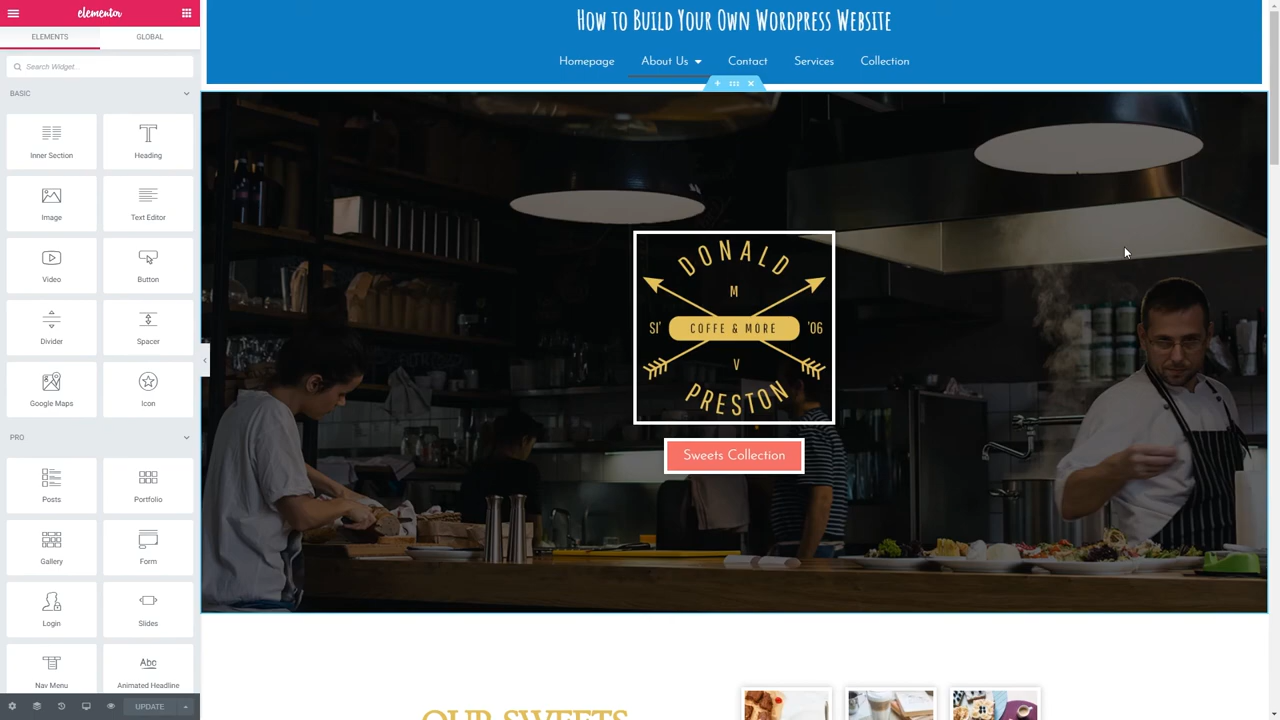 elementor
How to Build Your Own Wordpress Website
ELEMENTS
GLOBAL
Homepage
About Us
Contact
Services
Collection
Search Widget...
BASIC
Inner Section
Heading
Image
Text Editor
Video
Button
Divider
Spacer
Google Maps
Icon
PRO
Posts
Portfolio
Gallery
Form
Login
Slides
Nav Menu
Animated Headline
UPDATE
DONALD
M
SI'
COFFE & MORE
'06
V
PRESTON
Sweets Collection
OUR SWEETS